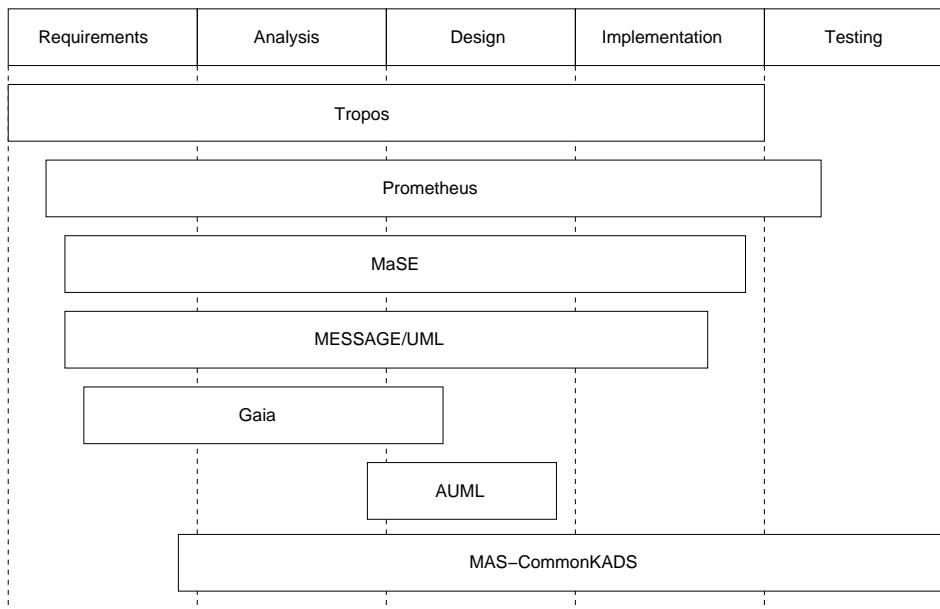 Requirements Analysis Design Implementation Testing
Tropos
Prometheus
MaSE
MESSAGE/UML
Gaia
AUML
MAS−CommonKADS